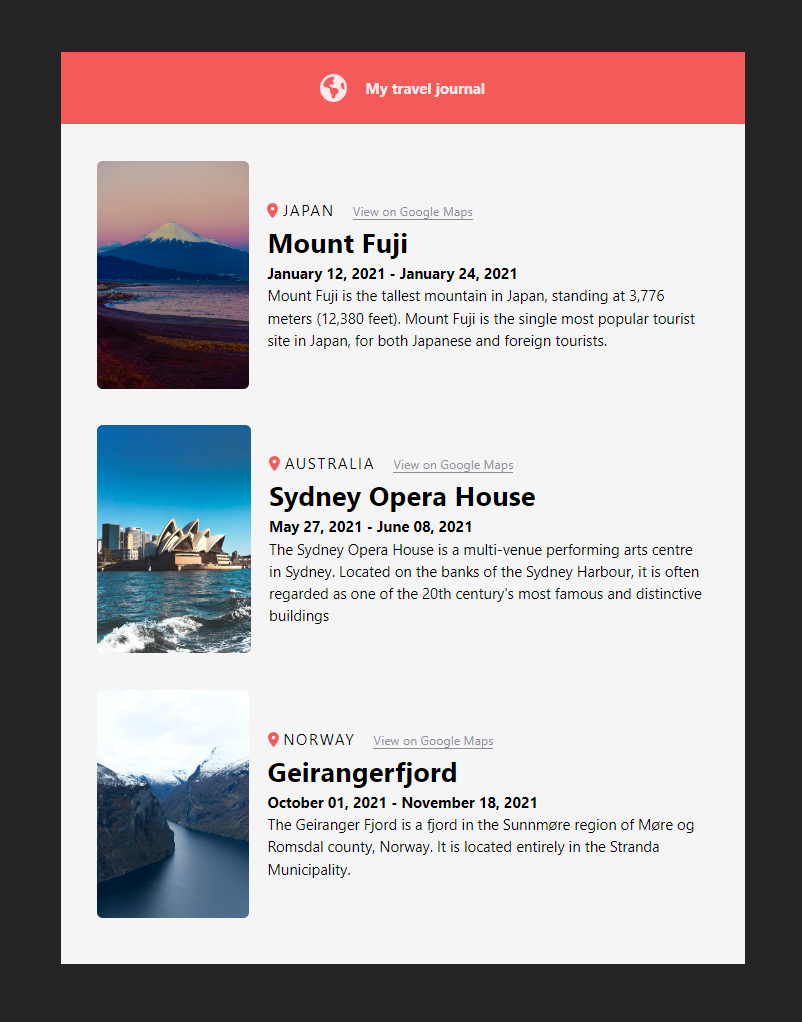 My travel journal
JAPAN View on Google Maps
Mount Fuji
January 12, 2021 - January 24, 2021
Mount Fuji is the tallest mountain in Japan, standing at 3,776
meters (12,380 feet). Mount Fuji is the single most popular tourist
site in Japan, for both Japanese and foreign tourists.
AUSTRALIA View on Google Maps
Sydney Opera House
May 27, 2021 - June 08, 2021
The Sydney Opera House is a multi-venue performing arts centre
in Sydney. Located on the banks of the Sydney Harbour, it is often
regarded as one of the 20th century's most famous and distinctive
buildings
NORWAY View on Google Maps
Geirangerfjord
October 01, 2021 - November 18, 2021
The Geiranger Fjord is a fjord in the Sunnmøre region of Møre og
Romsdal county, Norway. It is located entirely in the Stranda
Municipality.